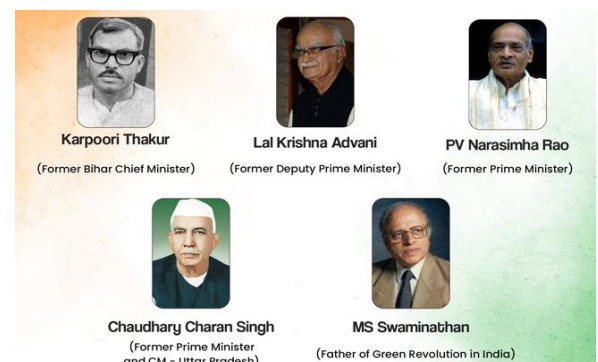 Karpoori Thakur
(Former Bihar Chief Minister)
Lal Krishna Advani
(Former Deputy Prime Minister)
PV Narasimha Rao
(Former Prime Minister)
Chaudhary Charan Singh
(Former Prime Minister
and CM - Uttar Pradesh)
MS Swaminathan
(Father of Green Revolution in India)